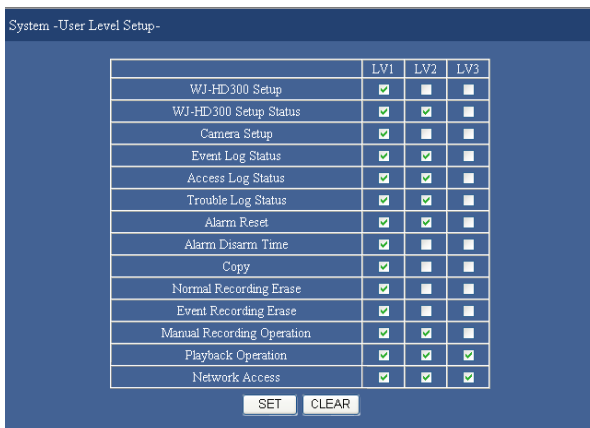 System -User Level Setup-
LV1 LV2 LV3
WJ-HD300 Setup
WJ-HD300 Setup Status
Camera Setup
Event Log Status
Access Log Status
Trouble Log Status
Alarm Reset
Alarm Disarm Time
Copy
Normal Recording Erase
Event Recording Erase
Manual Recording Operation
Playback Operation
Network Access
SET CLEAR